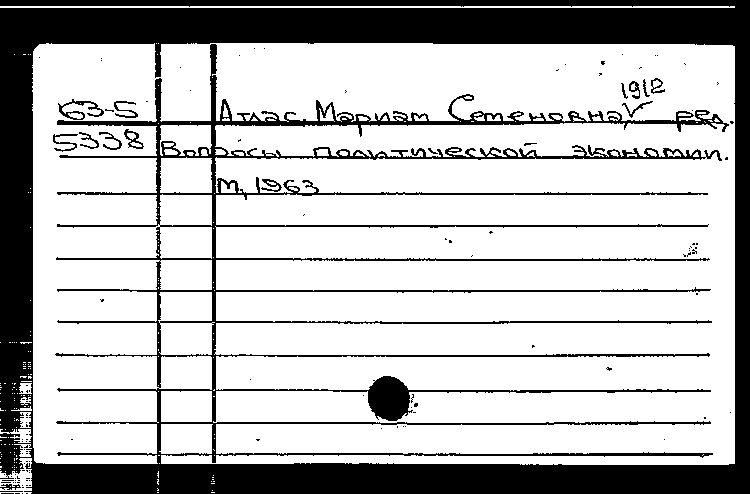 1912
63-5 Атлас, Мариам Семеновна, ред.
5338 Вопросы политической экономии.
М, 1963